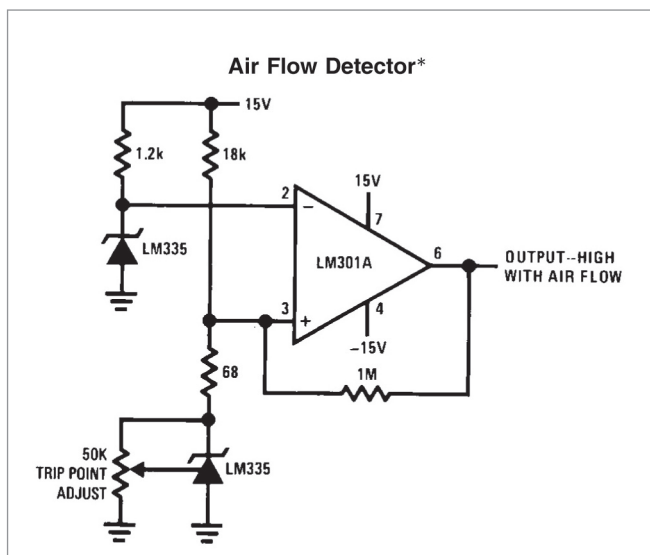 Air Flow Detector*
15V
1.2k
18k
15V
2
−
7
LM335
LM301A
6
OUTPUT--HIGH
WITH AIR FLOW
3
+
4
−15V
68
1M
50K
TRIP POINT
ADJUST
LM335